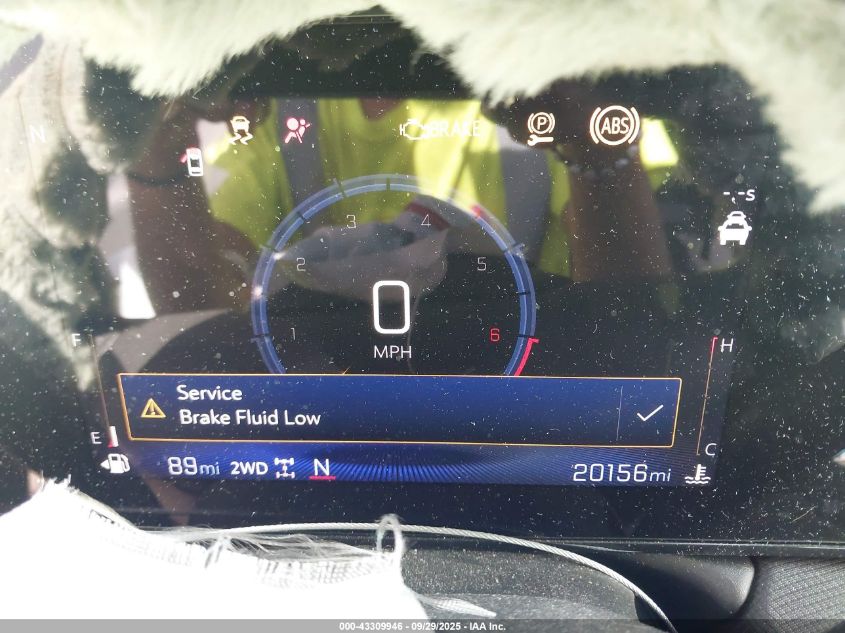 N
BRAKE
P
ABS
--s
3
4
2
5
1
6
0
MPH
F
H
Service
Brake Fluid Low
E
C
89mi 2WD N
20156mi
000-43309946 - 09/29/2025 - IAA Inc.